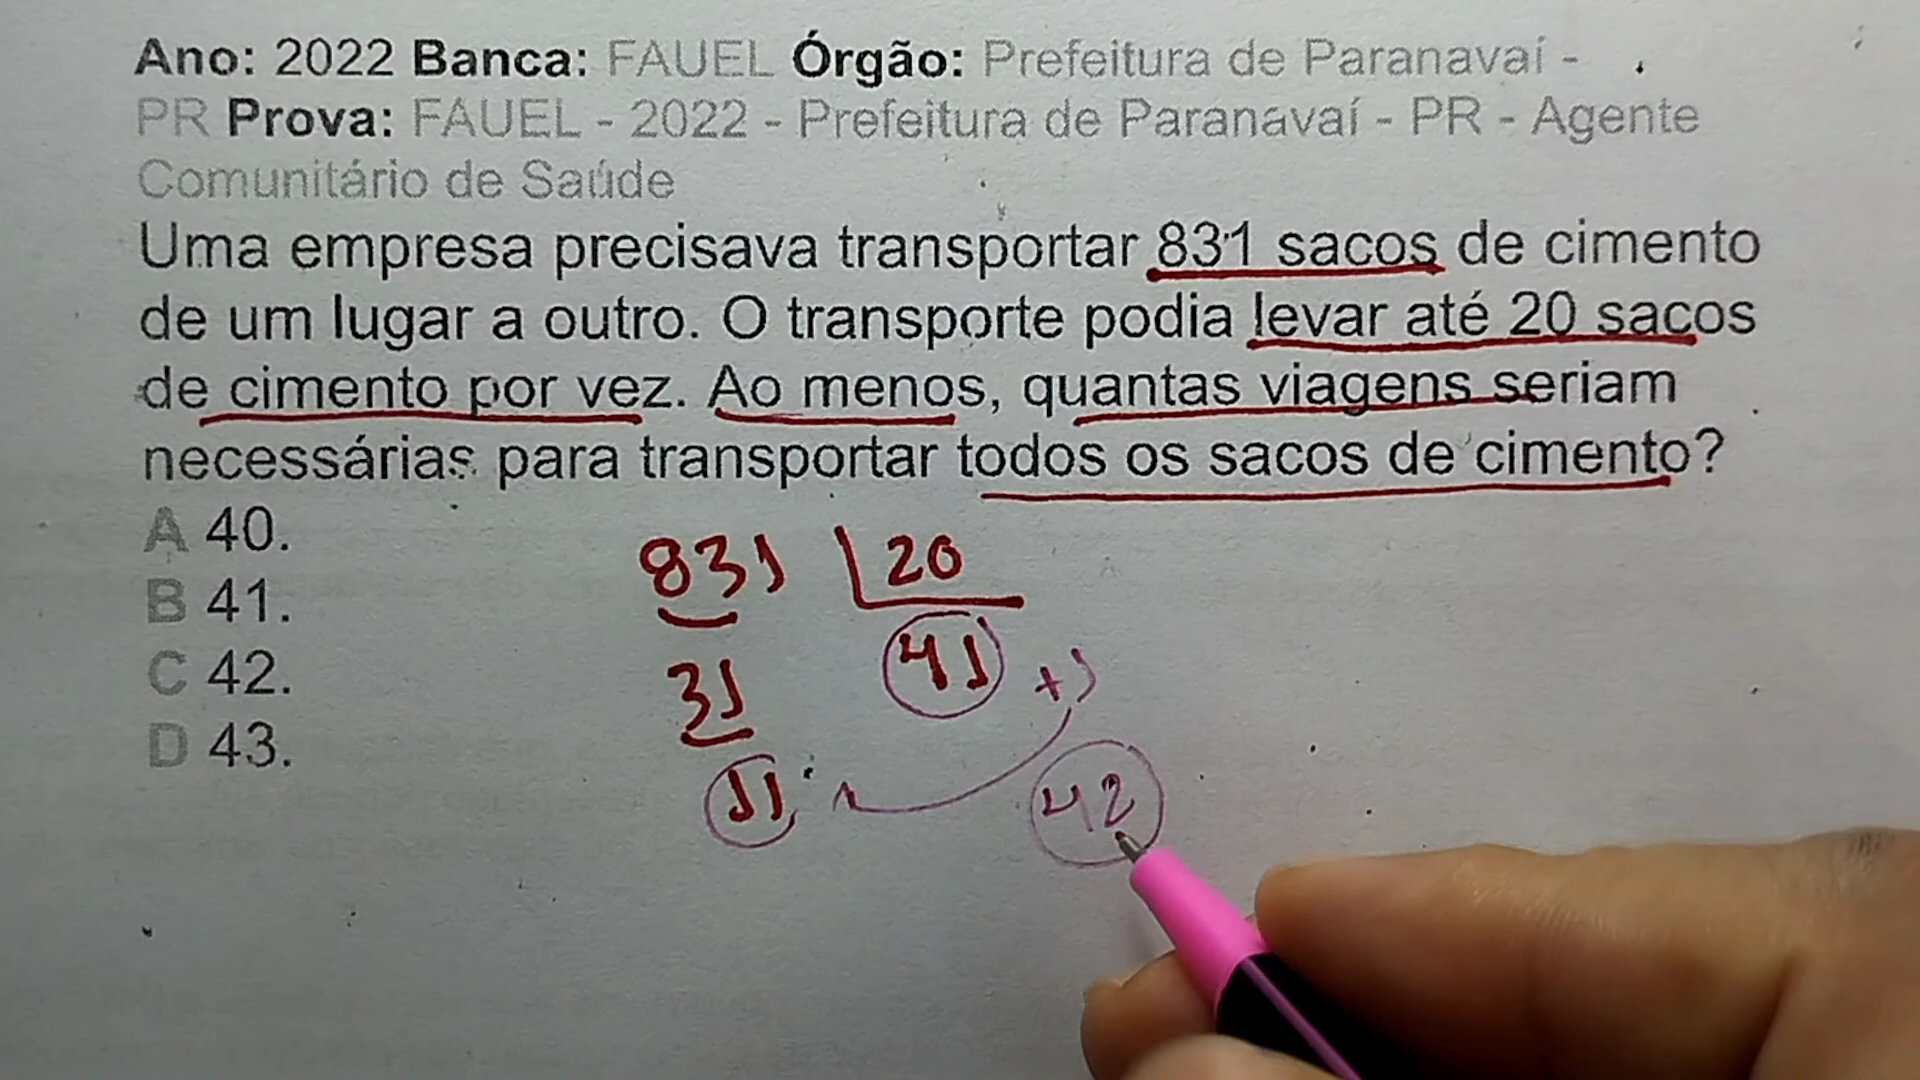 Ano: 2022 Banca: FAUEL Órgão: Prefeitura de Paranavaí -
PR Prova: FAUEL - 2022 - Prefeitura de Paranavaí - PR - Agente
Comunitário de Saúde
Uma empresa precisava transportar 831 sacos de cimento
de um lugar a outro. O transporte podia levar até 20 sacos
de cimento por vez. Ao menos, quantas viagens seriam
necessárias para transportar todos os sacos de cimento?
A 40.
B 41.
C 42.
D 43.
831 20
41 +1
31
11
42